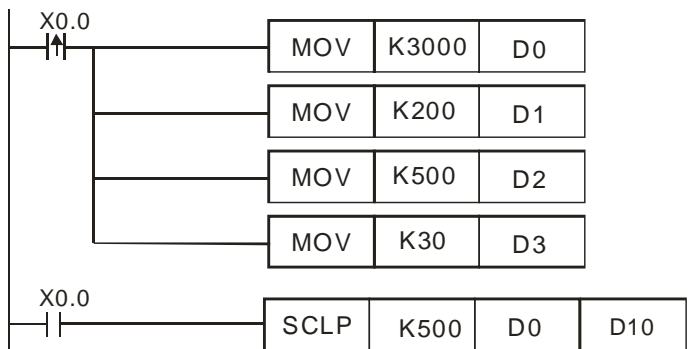 X0.0
MOV K3000 D0
MOV K200 D1
MOV K500 D2
MOV K30 D3
X0.0
SCLP K500 D0 D10